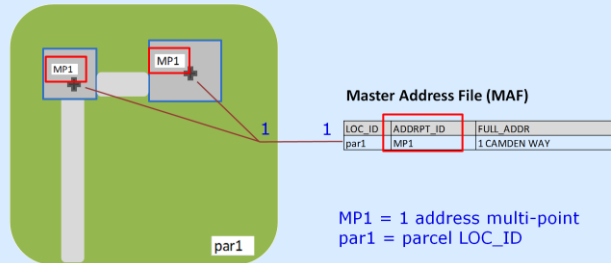 MP1
MP1
Master Address File (MAF)
1 1
LOC_ID ADDRPT_ID FULL_ADDR
par1 MP1 1 CAMDEN WAY
MP1 = 1 address multi-point
par1 = parcel LOC_ID
par1